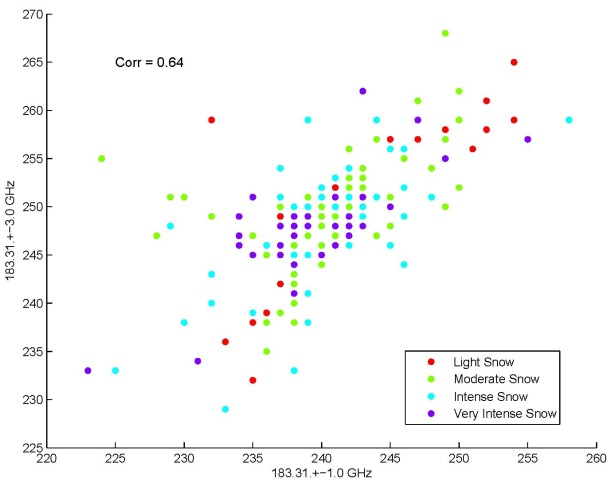 270
265
260
255
250
245
240
235
230
225
183.31.+−3.0 GHz
Corr = 0.64
Light Snow
Moderate Snow
Intense Snow
Very Intense Snow
220 225 230 235 240 245 250 255 260
183.31.+−1.0 GHz